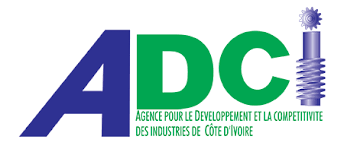 ADCi
AGENCE POUR LE DEVELOPPEMENT ET LA COMPETITIVITE
DES INDUSTRIES DE CÔTE D'IVOIRE